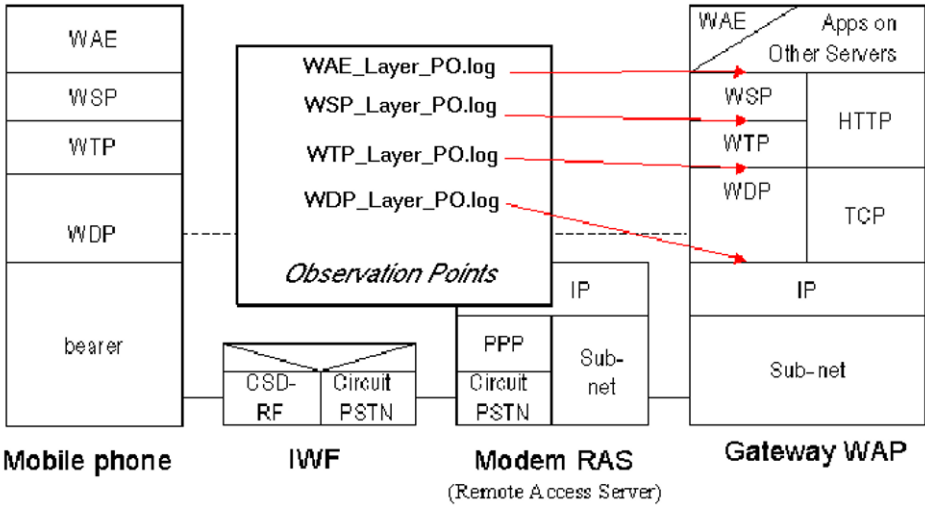 WAE
WSP
WTP
WDP
bearer
Mobile phone
WAE_Layer_PO.log
WSP_Layer_PO.log
WTP_Layer_PO.log
WDP_Layer_PO.log
Observation Points
CSD-
RF
Circuit
PSTN
IWF
IP
PPP
Circuit
PSTN
Sub-
net
Modem RAS
(Remote Access Server)
WAE
Apps on
Other Servers
WSP
HTTP
WTP
WDP
TCP
IP
Sub-net
Gateway WAP